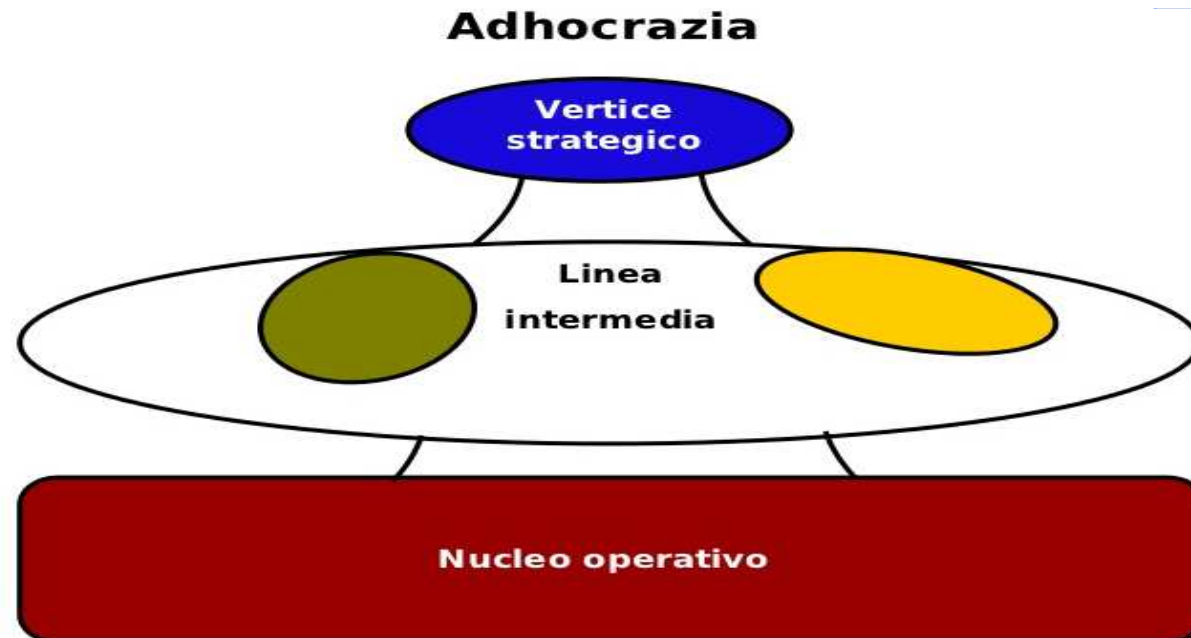 Adhocrazia
Vertice
strategico
Linea
intermedia
Nucleo operativo